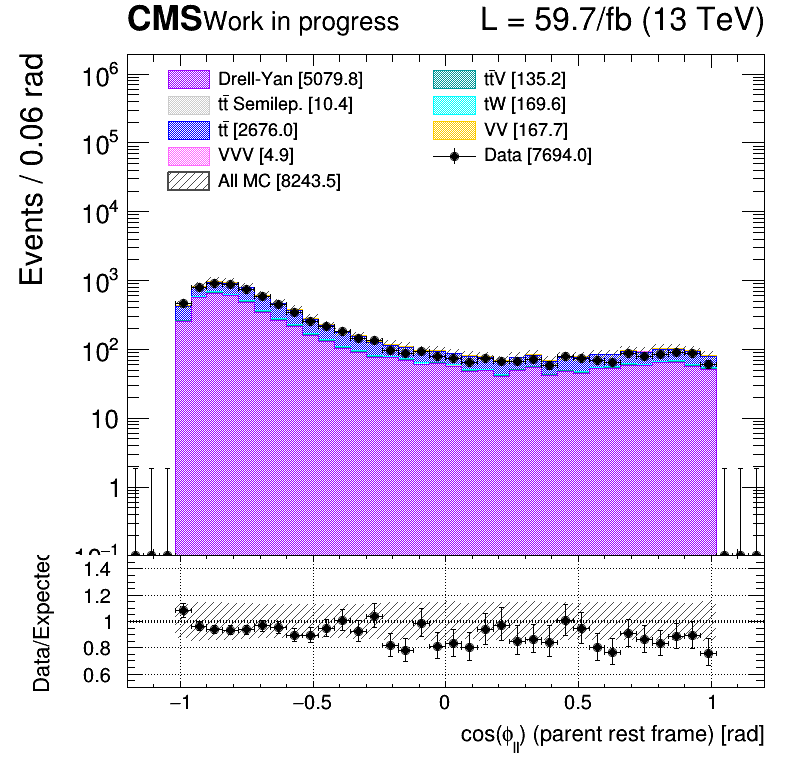 CMS Work in progress L = 59.7/fb (13 TeV)
Events / 0.06 rad
Drell-Yan [5079.8]
tt̄ Semilep. [10.4]
tt̄ [2676.0]
VVV [4.9]
All MC [8243.5]
tt̄V [135.2]
tW [169.6]
VV [167.7]
Data [7694.0]
10⁶
10⁵
10⁴
10³
10²
10
1
10⁻¹
Data/Expected
1.4
1.2
1
0.8
0.6
−1 −0.5 0 0.5 1
cos(ϕ_ll) (parent rest frame) [rad]